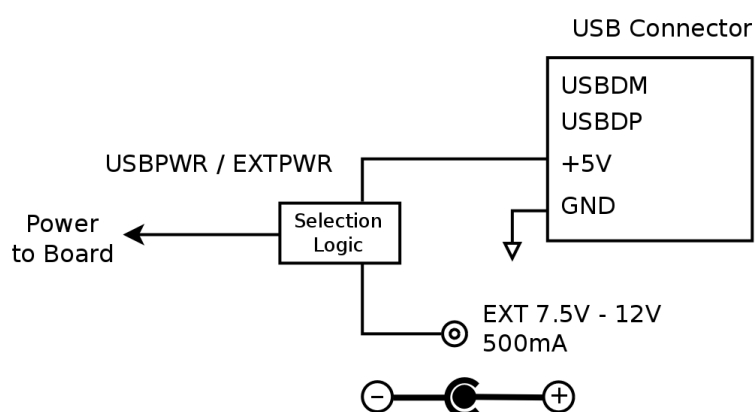 USB Connector
USBDM
USBDP
USBPWR / EXTPWR
+5V
GND
Selection
Logic
Power
to Board
EXT 7.5V - 12V
500mA
− +